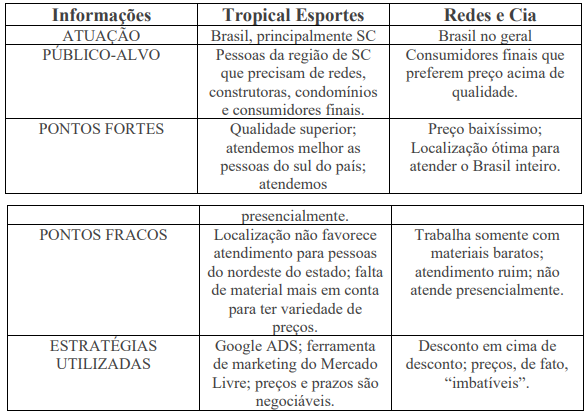 Informações Tropical Esportes Redes e Cia
ATUAÇÃO Brasil, principalmente SC Brasil no geral
PÚBLICO-ALVO Pessoas da região de SC Consumidores finais que
que precisam de redes, preferem preço acima de
construtoras, condomínios qualidade.
e consumidores finais.
PONTOS FORTES Qualidade superior; Preço baixíssimo;
atendemos melhor as Localização ótima para
pessoas do sul do país; atender o Brasil inteiro.
atendemos
presencialmente.
PONTOS FRACOS Localização não favorece Trabalha somente com
atendimento para pessoas materiais baratos;
do nordeste do estado; falta atendimento ruim; não
de material mais em conta atende presencialmente.
para ter variedade de
preços.
ESTRATÉGIAS Google ADS; ferramenta Desconto em cima de
UTILIZADAS de marketing do Mercado desconto; preços, de fato,
Livre; preços e prazos são “imbatíveis”.
negociáveis.